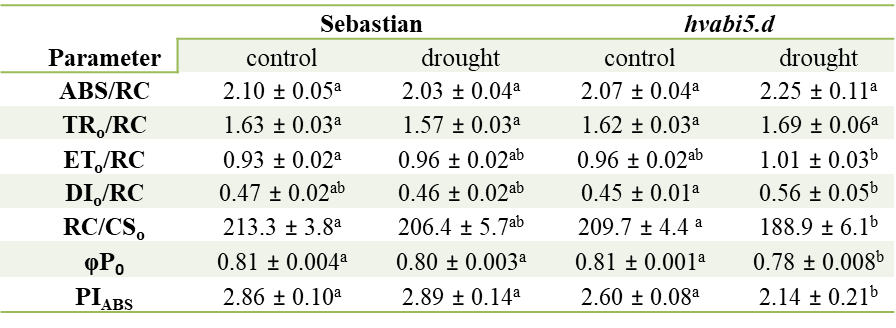 Sebastian hvabi5.d
Parameter control drought control drought
ABS/RC 2.10 ± 0.05ᵃ 2.03 ± 0.04ᵃ 2.07 ± 0.04ᵃ 2.25 ± 0.11ᵃ
TRₒ/RC 1.63 ± 0.03ᵃ 1.57 ± 0.03ᵃ 1.62 ± 0.03ᵃ 1.69 ± 0.06ᵃ
ETₒ/RC 0.93 ± 0.02ᵃ 0.96 ± 0.02ᵃᵇ 0.96 ± 0.02ᵃᵇ 1.01 ± 0.03ᵇ
DIₒ/RC 0.47 ± 0.02ᵃᵇ 0.46 ± 0.02ᵃᵇ 0.45 ± 0.01ᵃ 0.56 ± 0.05ᵇ
RC/CSₒ 213.3 ± 3.8ᵃ 206.4 ± 5.7ᵃᵇ 209.7 ± 4.4 ᵃ 188.9 ± 6.1ᵇ
φP₀ 0.81 ± 0.004ᵃ 0.80 ± 0.003ᵃ 0.81 ± 0.001ᵃ 0.78 ± 0.008ᵇ
PI_ABS 2.86 ± 0.10ᵃ 2.89 ± 0.14ᵃ 2.60 ± 0.08ᵃ 2.14 ± 0.21ᵇ